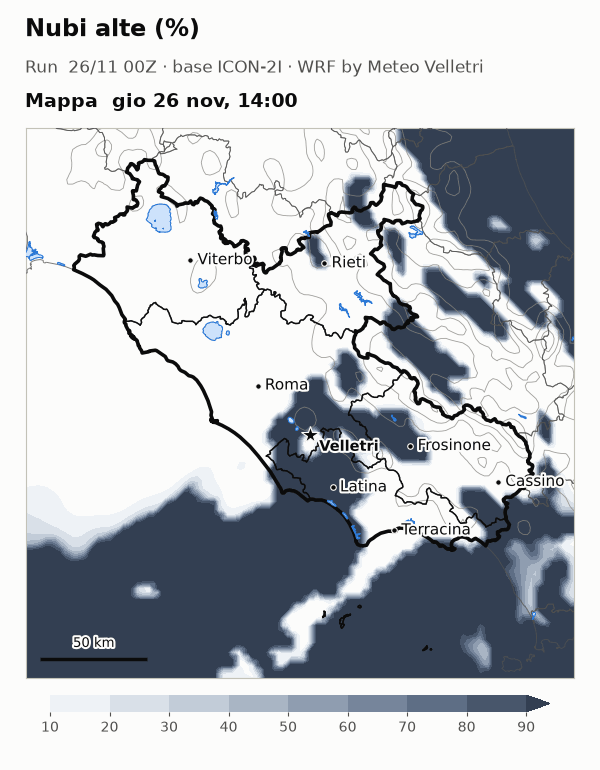 Nubi alte (%)
Run  26/11 00Z · base ICON-2I · WRF by Meteo Velletri
Mappa  gio 26 nov, 14:00
Viterbo
Rieti
Roma
Velletri
Frosinone
Latina
Cassino
Terracina
50 km
10 20 30 40 50 60 70 80 90